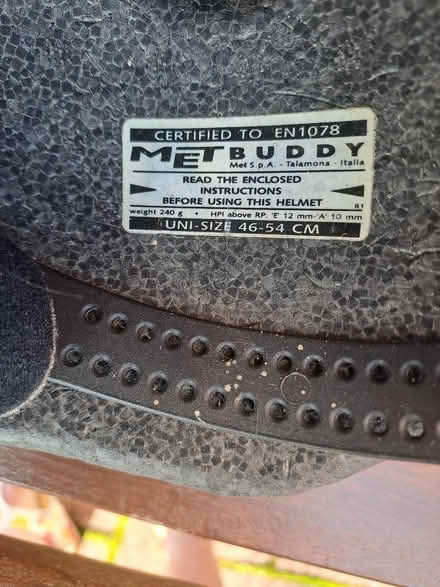 CERTIFIED TO EN1078
MET BUDDY
Met S.p.A. - Talamona - Italia
READ THE ENCLOSED
INSTRUCTIONS
BEFORE USING THIS HELMET
R1
weight 240 g • HPI above RP: 'E' 12 mm-'A' 10 mm
UNI-SIZE 46-54 CM